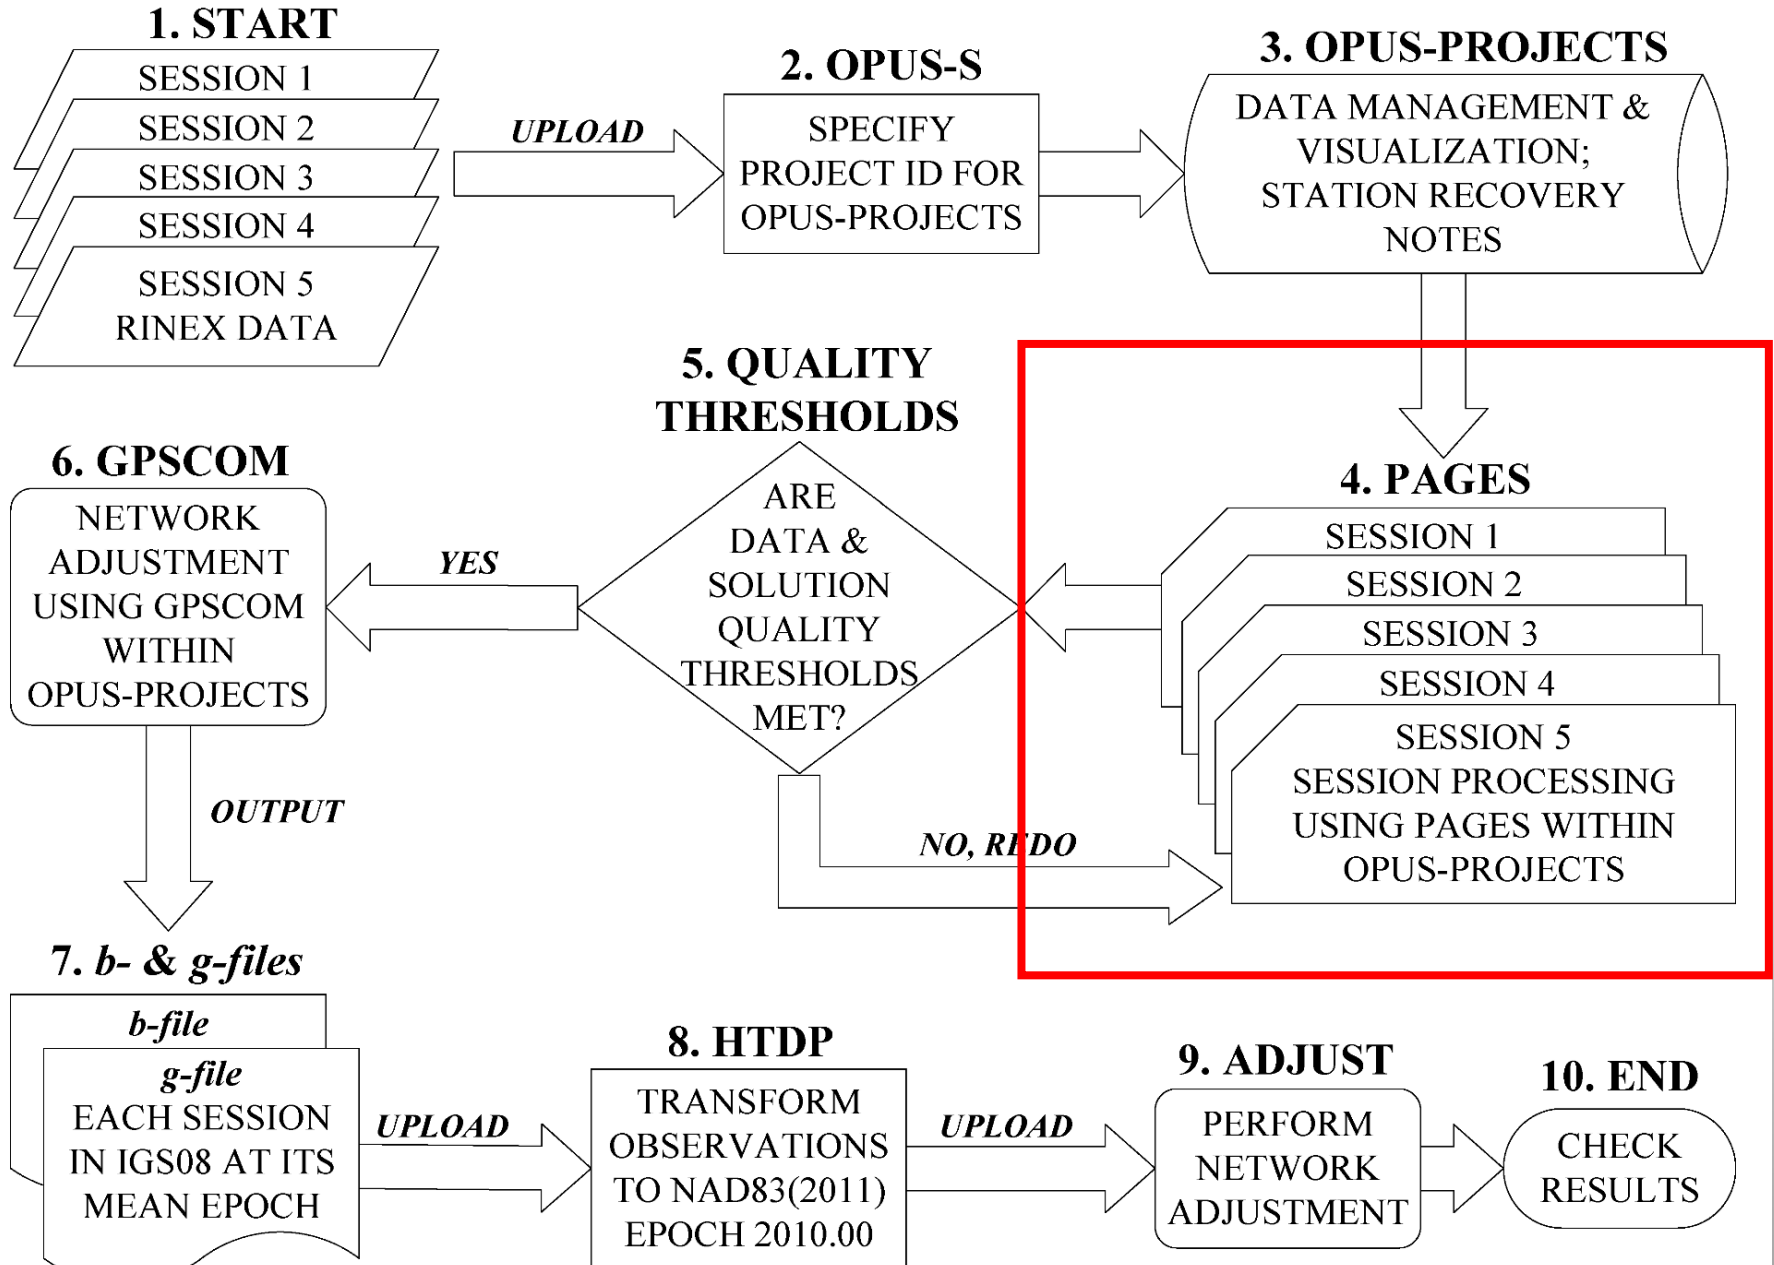 1. START
SESSION 1
SESSION 2
SESSION 3
SESSION 4
SESSION 5
RINEX DATA
UPLOAD
2. OPUS-S
SPECIFY
PROJECT ID FOR
OPUS-PROJECTS
3. OPUS-PROJECTS
DATA MANAGEMENT &
VISUALIZATION;
STATION RECOVERY
NOTES
4. PAGES
SESSION 1
SESSION 2
SESSION 3
SESSION 4
SESSION 5
SESSION PROCESSING
USING PAGES WITHIN
OPUS-PROJECTS
5. QUALITY
THRESHOLDS
ARE
DATA &
SOLUTION
QUALITY
THRESHOLDS
MET?
NO, REDO
YES
6. GPSCOM
NETWORK
ADJUSTMENT
USING GPSCOM
WITHIN
OPUS-PROJECTS
OUTPUT
7. b- & g-files
b-file
g-file
EACH SESSION
IN IGS08 AT ITS
MEAN EPOCH
UPLOAD
8. HTDP
TRANSFORM
OBSERVATIONS
TO NAD83(2011)
EPOCH 2010.00
UPLOAD
9. ADJUST
PERFORM
NETWORK
ADJUSTMENT
10. END
CHECK
RESULTS